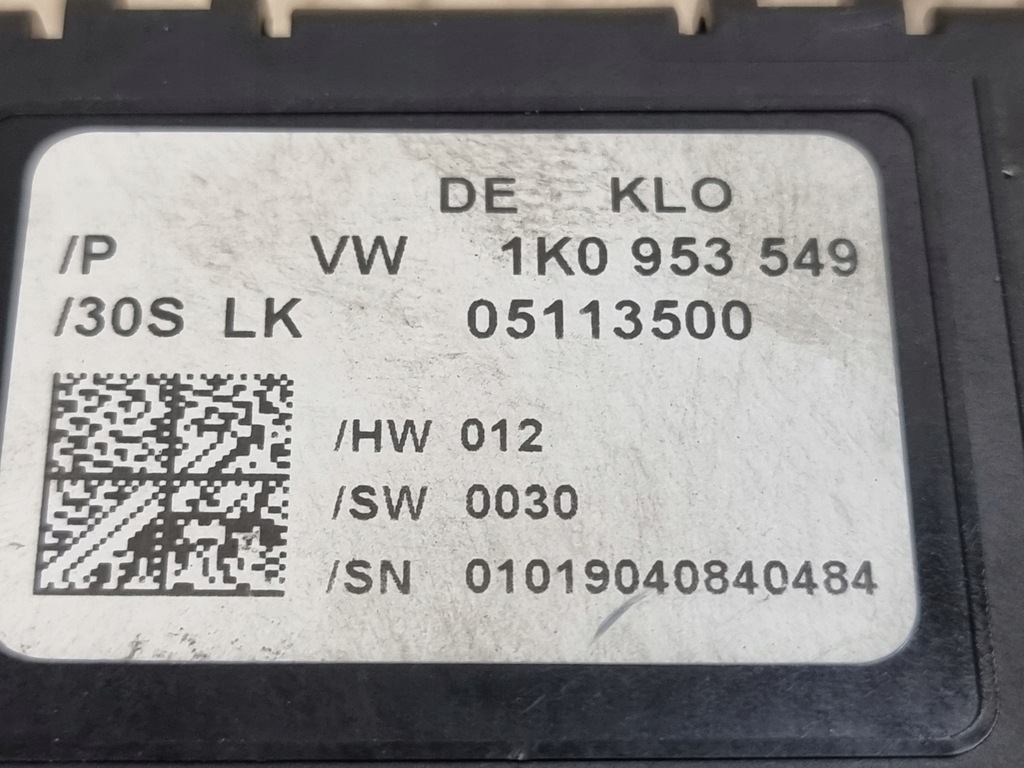 DE KLO
/P VW 1K0 953 549
/30S LK 05113500
/HW 012
/SW 0030
/SN 01019040840484